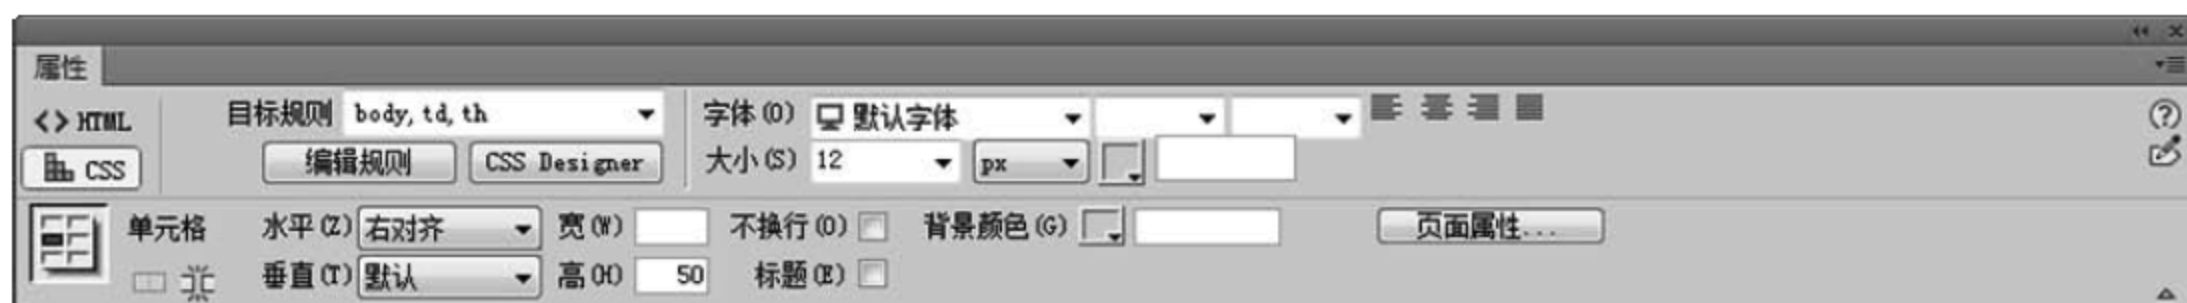 属性
<> HTML 目标规则 body, td, th 字体(O) 默认字体
CSS 编辑规则 CSS Designer 大小(S) 12 px
单元格 水平(Z) 右对齐 宽(W) 不换行(O) 背景颜色(G) 页面属性...
垂直(T) 默认 高(H) 50 标题(E)